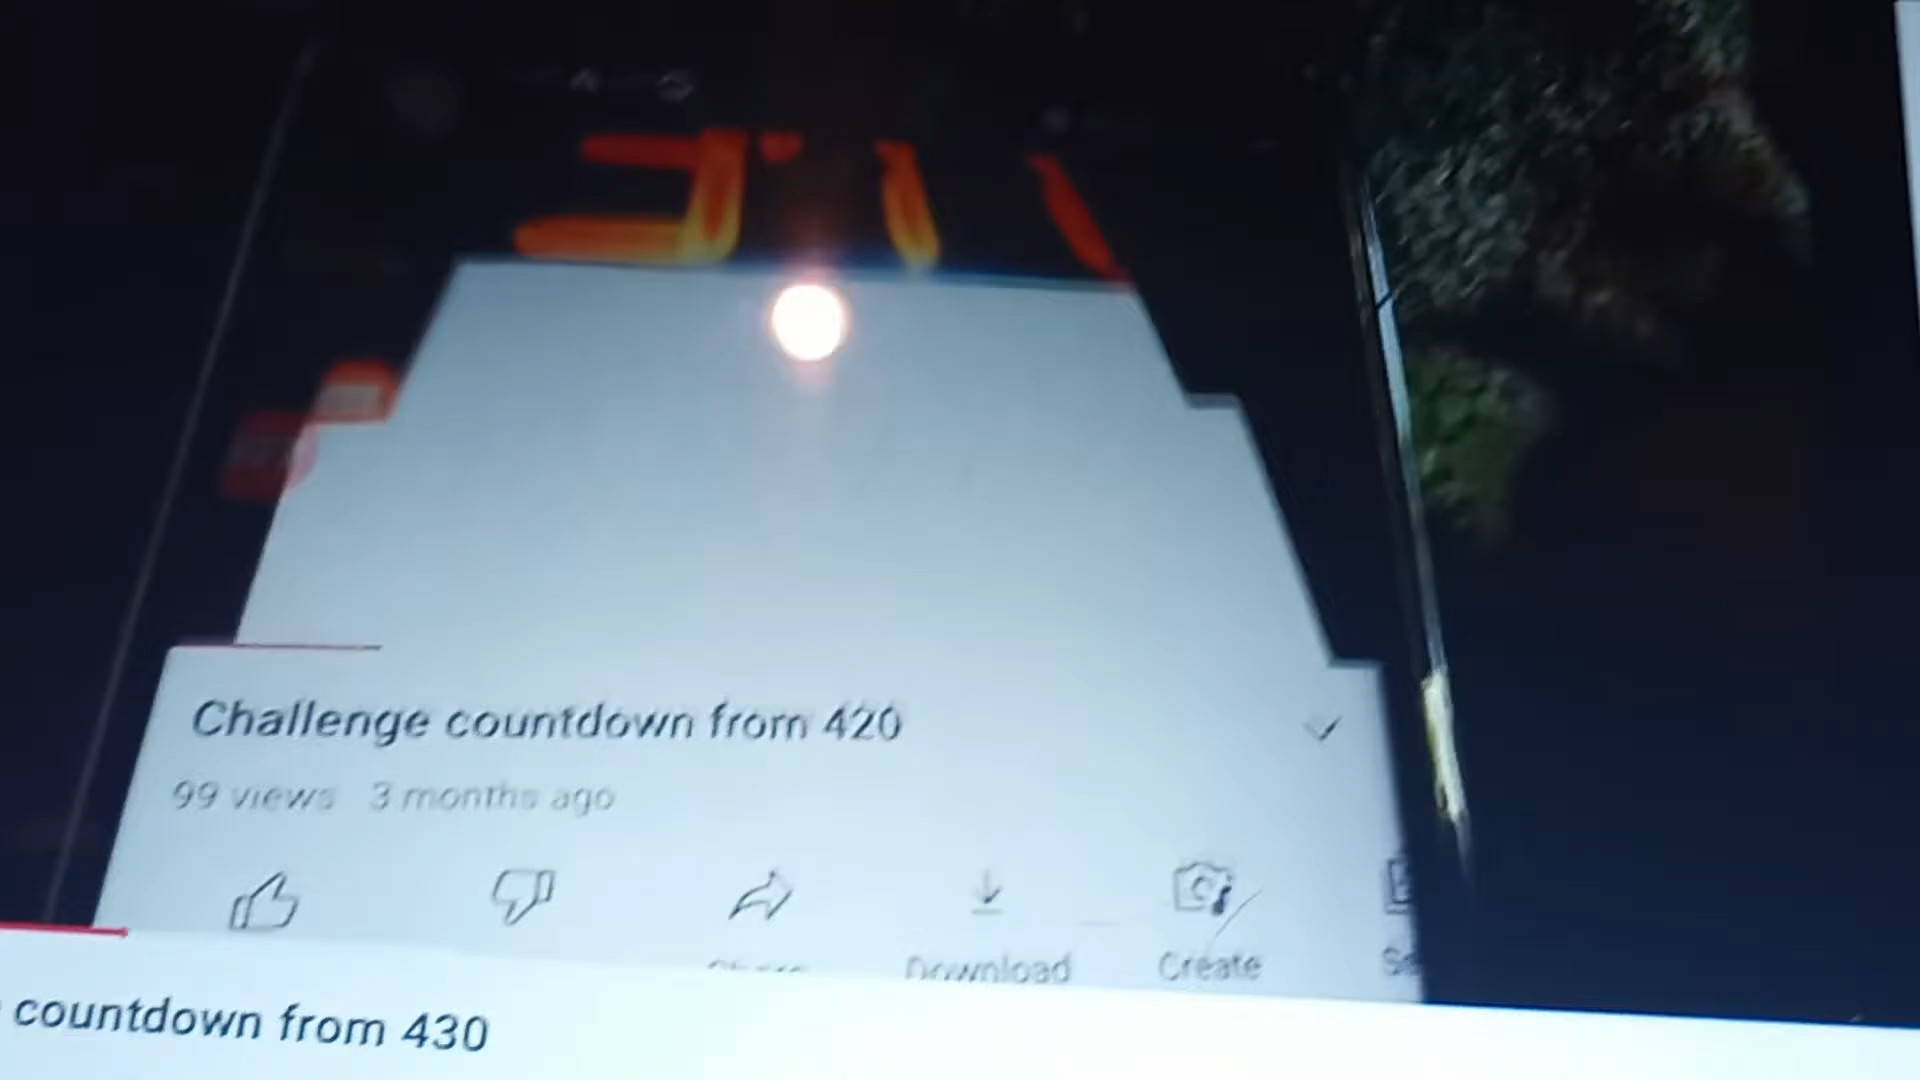 Challenge countdown from 420
99 views 3 months ago
Download Create
countdown from 430